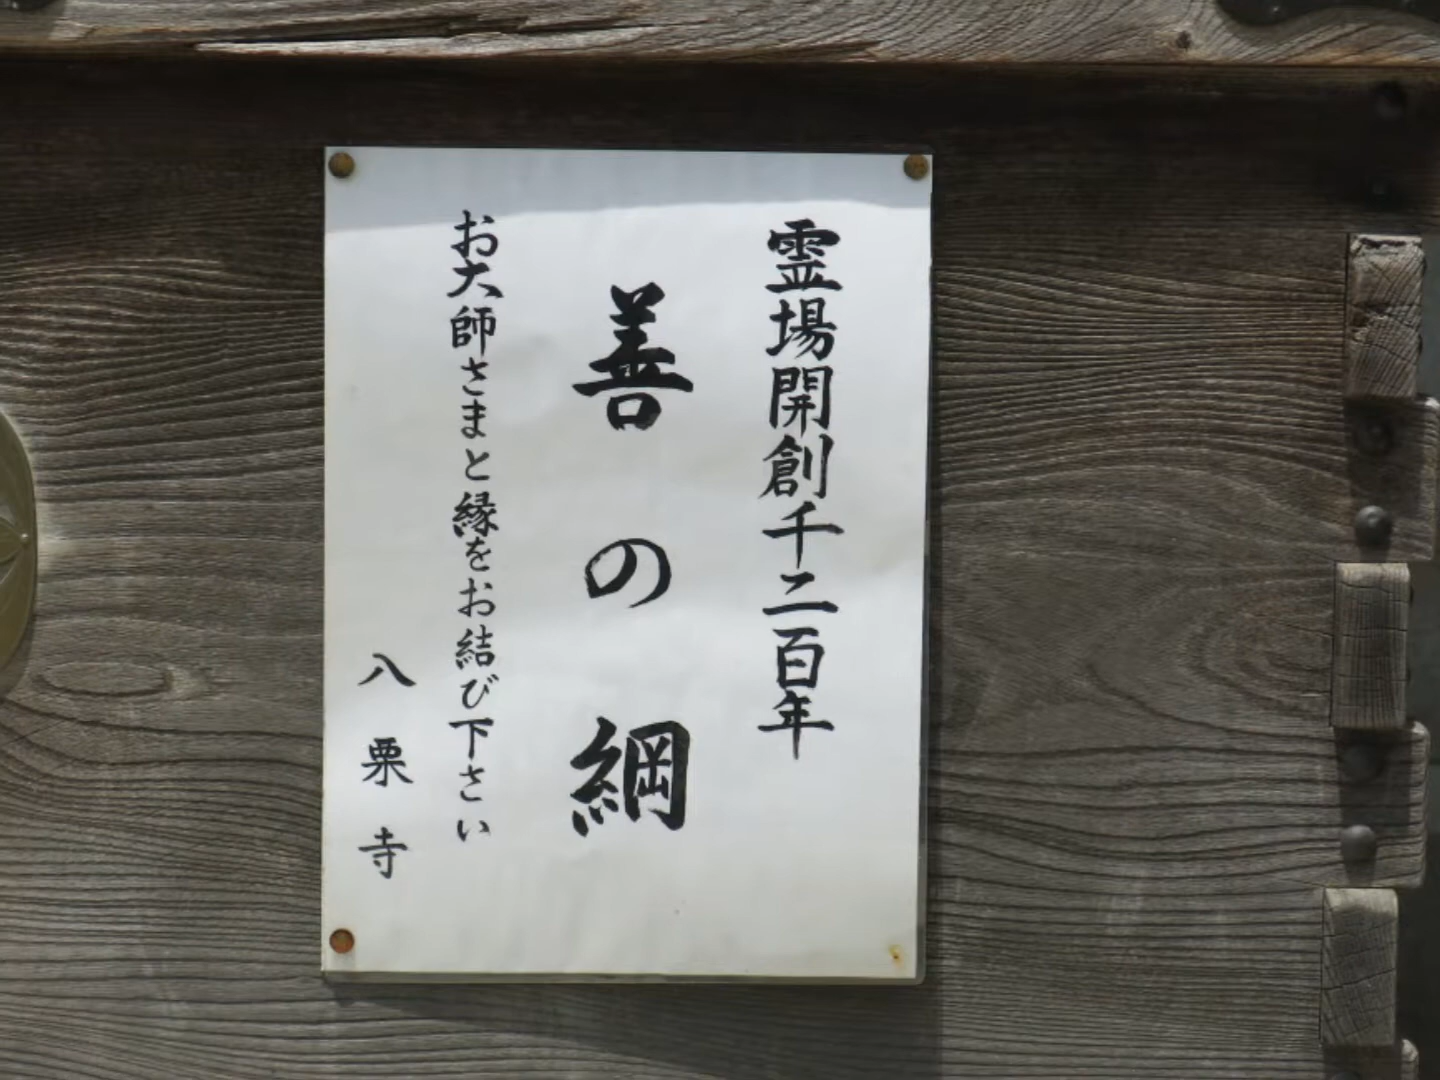 霊場開創千二百年
善の綱
お大師さまと縁をお結び下さい
八栗寺